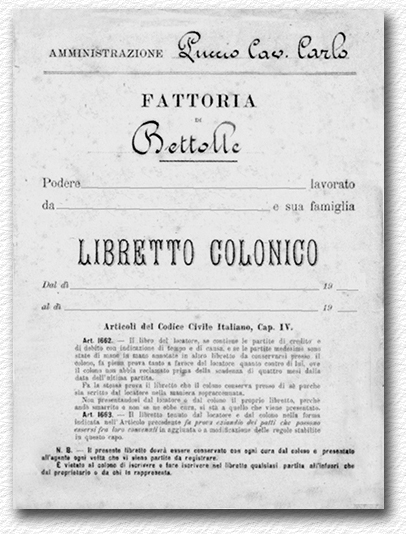 AMMINISTRAZIONE Puccio Cav. Carlo
FATTORIA
DI
Bettolle
Podere lavorato
da e sua famiglia
LIBRETTO COLONICO
Dal dì 19
al dì 19
Articoli del Codice Civile Italiano, Cap. IV.
Art. 1662. — Il libro del locatore, se contiene le partite di credito e
di debito con indicazione di tempo e di causa, e se le partite medesime sono
state di mano in mano annotate in altro libretto da conservarsi presso il
colono, fa piena prova tanto a favore del locatore quanto contro di lui, ove
il colono non abbia reclamato prima della scadenza di quattro mesi dalla
data dell'ultima partita.
Fa la stessa prova il libretto che il colono conserva presso di sè purchè
sia scritto dal locatore nella maniera sopraccennata.
Non presentandosi dal locatore o dal colono il proprio libretto, perchè
andò smarrito o non se ne ebbe cura, si stà a quello che viene presentato.
Art. 1663. — Il libretto tenuto dal locatore e dal colono nella forma
indicata nell'Articolo precedente fa prova eziandio dei patti che possono
essersi fra loro convenuti in aggiunta o a modificazione delle regole stabilite
in questo capo.
N. B. — Il presente libretto dovrà essere conservato con ogni cura dal colono e presentato
all'agente ogni volta che vi siena partite da registrare.
È vietato al colono di iscrivere o fare iscrivere nel libretto qualsiasi partita all'infuori che
dal proprietario o da chi lo rappresenta.